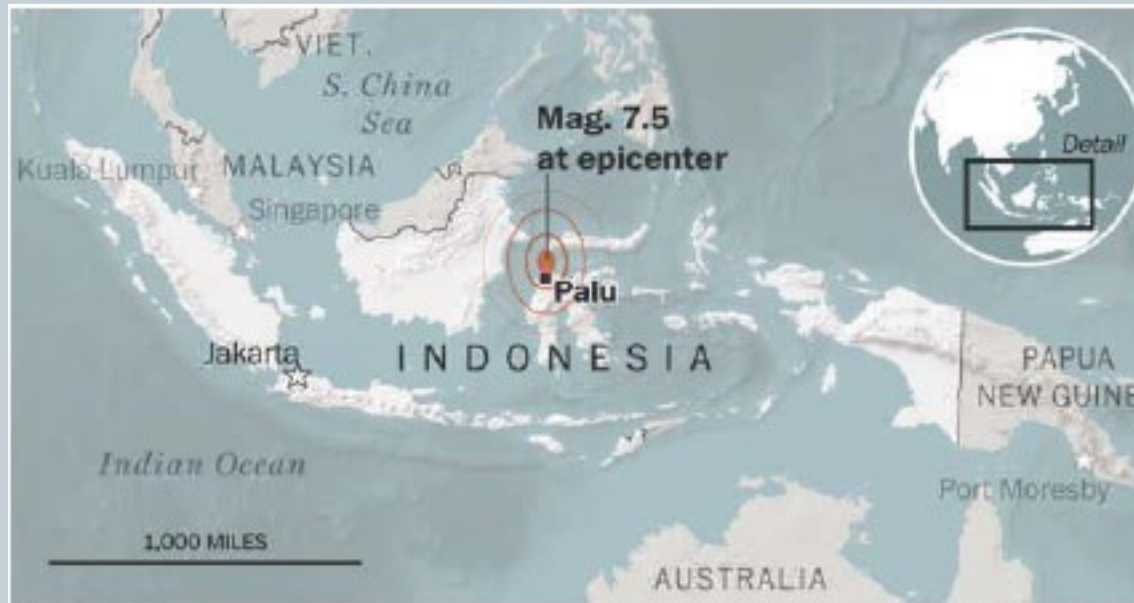 VIET.
S. China
Sea
Mag. 7.5
at epicenter
Detail
Kuala Lumpur
MALAYSIA
Singapore
Palu
Jakarta
INDONESIA
PAPUA
NEW GUINE
Indian Ocean
Port Moresby
1,000 MILES
AUSTRALIA